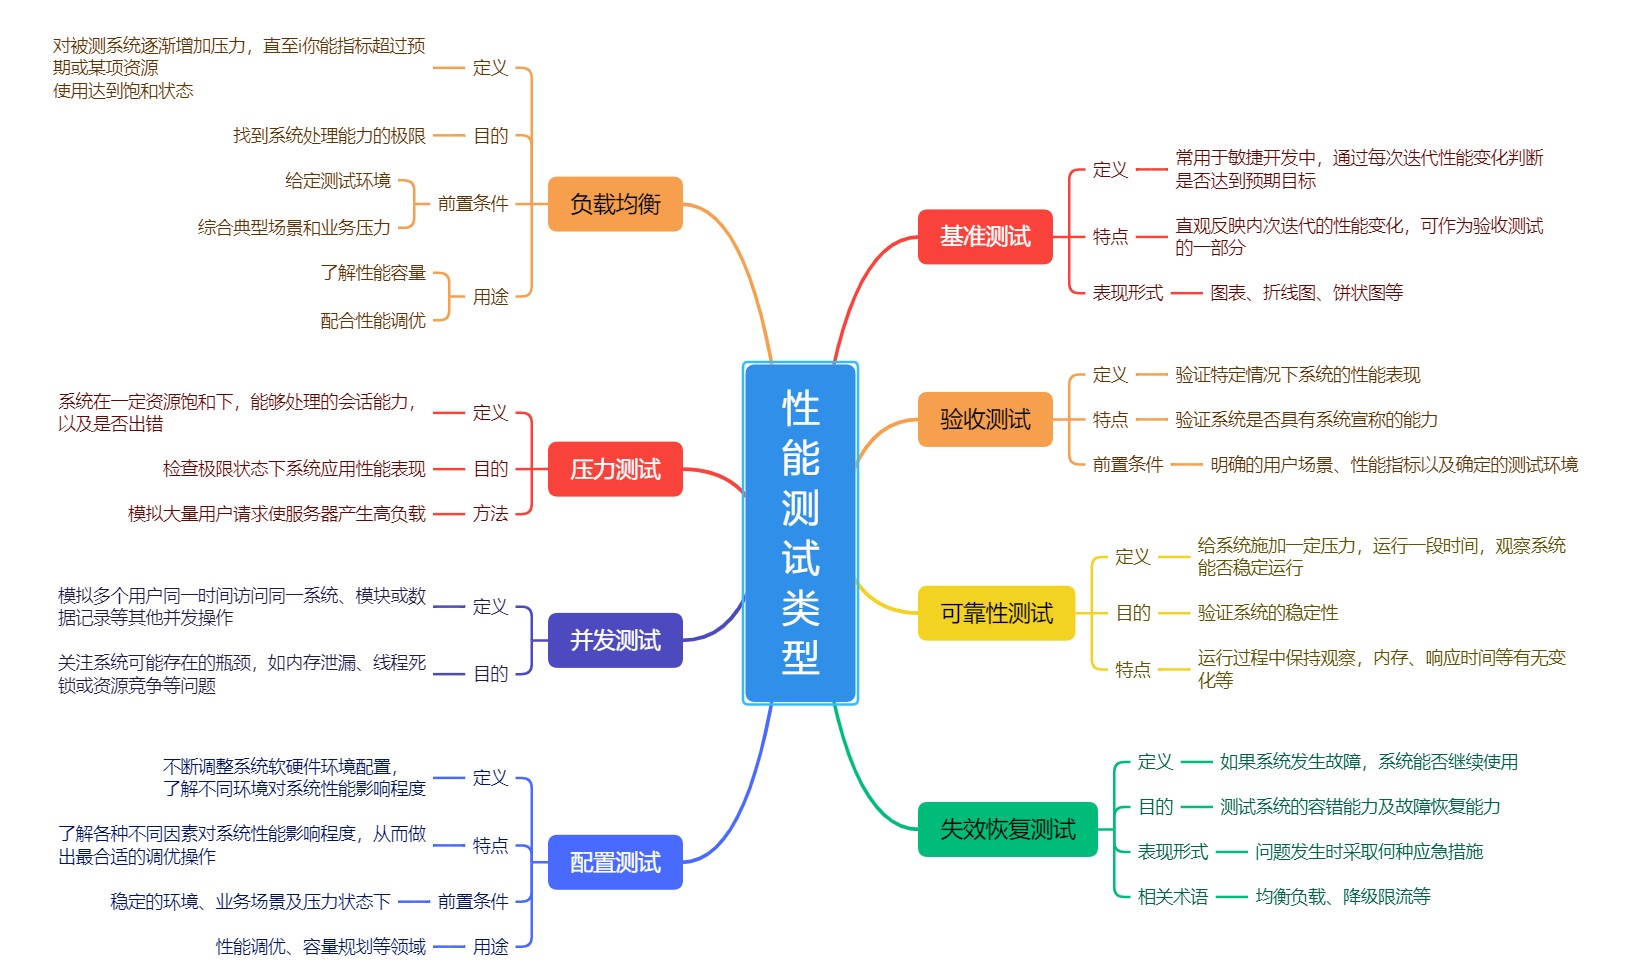 性
能
测
试
类
型
基准测试
定义
常用于敏捷开发中，通过每次迭代性能变化判断
是否达到预期目标
特点
直观反映内次迭代的性能变化，可作为验收测试
的一部分
表现形式
图表、折线图、饼状图等
验收测试
定义
验证特定情况下系统的性能表现
特点
验证系统是否具有系统宣称的能力
前置条件
明确的用户场景、性能指标以及确定的测试环境
可靠性测试
定义
给系统施加一定压力，运行一段时间，观察系统
能否稳定运行
目的
验证系统的稳定性
特点
运行过程中保持观察，内存、响应时间等有无变
化等
失效恢复测试
定义
如果系统发生故障，系统能否继续使用
目的
测试系统的容错能力及故障恢复能力
表现形式
问题发生时采取何种应急措施
相关术语
均衡负载、降级限流等
负载均衡
定义
对被测系统逐渐增加压力，直至i你能指标超过预
期或某项资源
使用达到饱和状态
目的
找到系统处理能力的极限
前置条件
给定测试环境
综合典型场景和业务压力
用途
了解性能容量
配合性能调优
压力测试
定义
系统在一定资源饱和下，能够处理的会话能力，
以及是否出错
目的
检查极限状态下系统应用性能表现
方法
模拟大量用户请求使服务器产生高负载
并发测试
定义
模拟多个用户同一时间访问同一系统、模块或数
据记录等其他并发操作
目的
关注系统可能存在的瓶颈，如内存泄漏、线程死
锁或资源竞争等问题
配置测试
定义
不断调整系统软硬件环境配置，
了解不同环境对系统性能影响程度
特点
了解各种不同因素对系统性能影响程度，从而做
出最合适的调优操作
前置条件
稳定的环境、业务场景及压力状态下
用途
性能调优、容量规划等领域